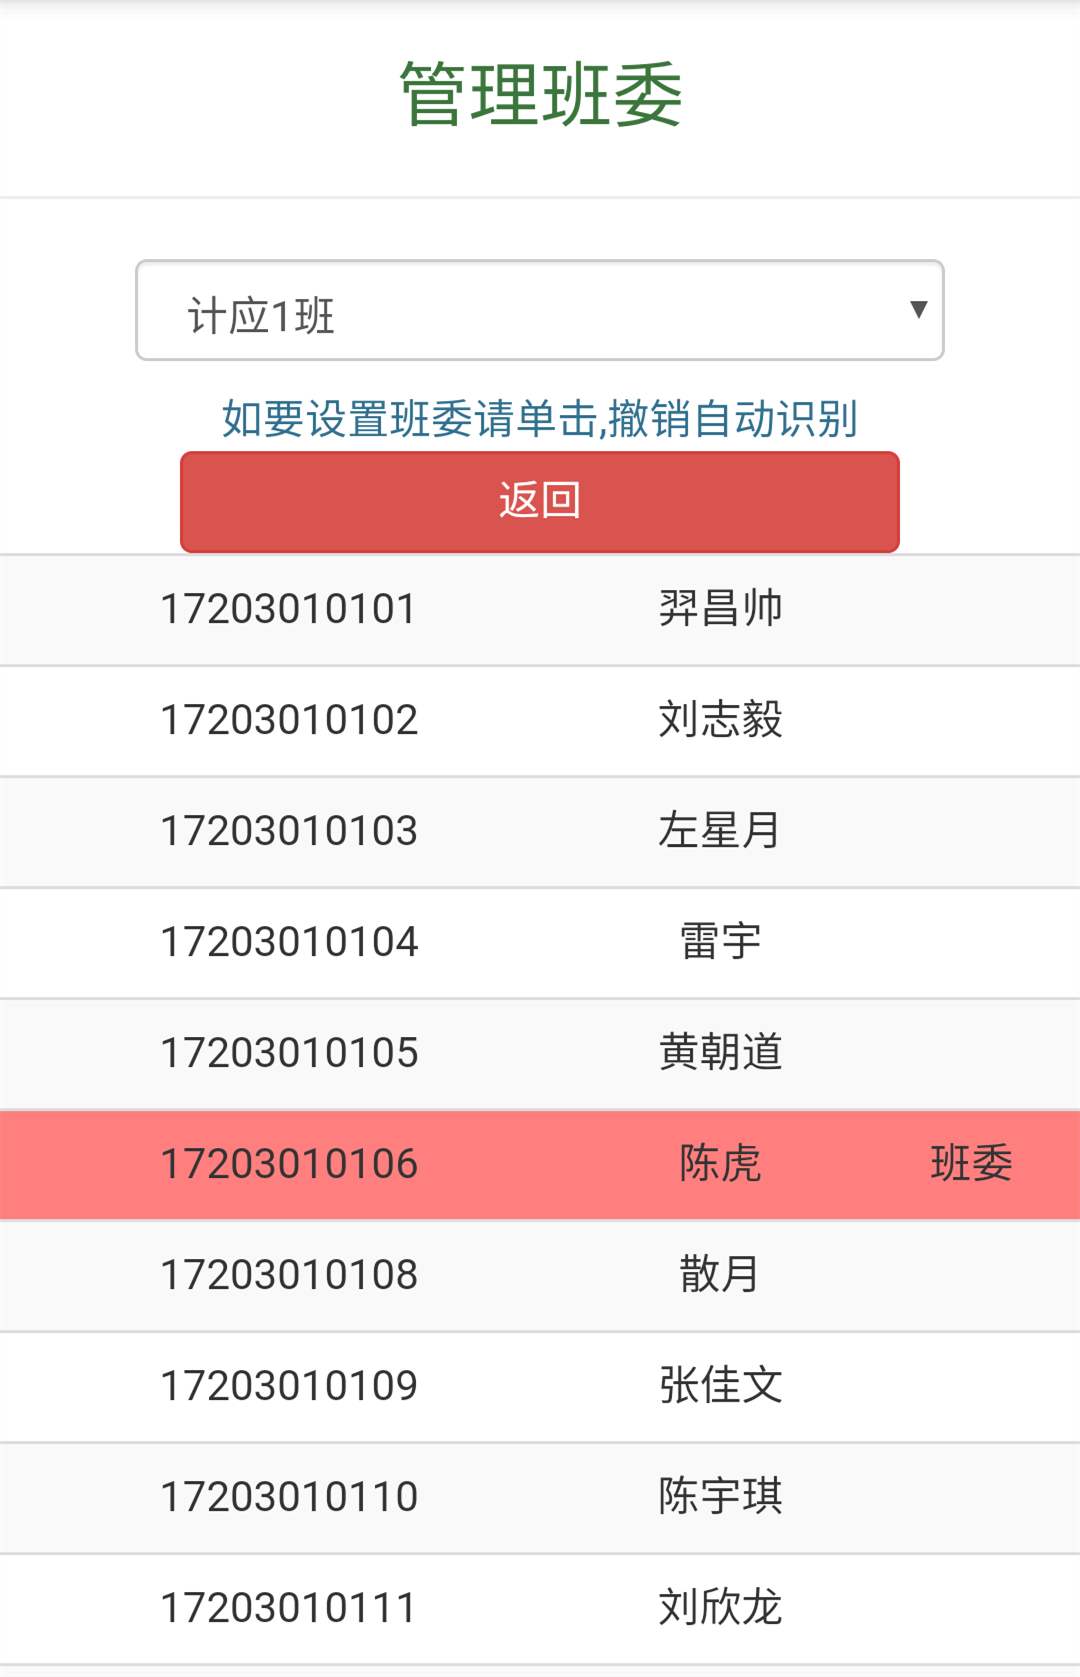 管理班委
计应1班
如要设置班委请单击,撤销自动识别
返回
17203010101 羿昌帅
17203010102 刘志毅
17203010103 左星月
17203010104 雷宇
17203010105 黄朝道
17203010106 陈虎 班委
17203010108 散月
17203010109 张佳文
17203010110 陈宇琪
17203010111 刘欣龙